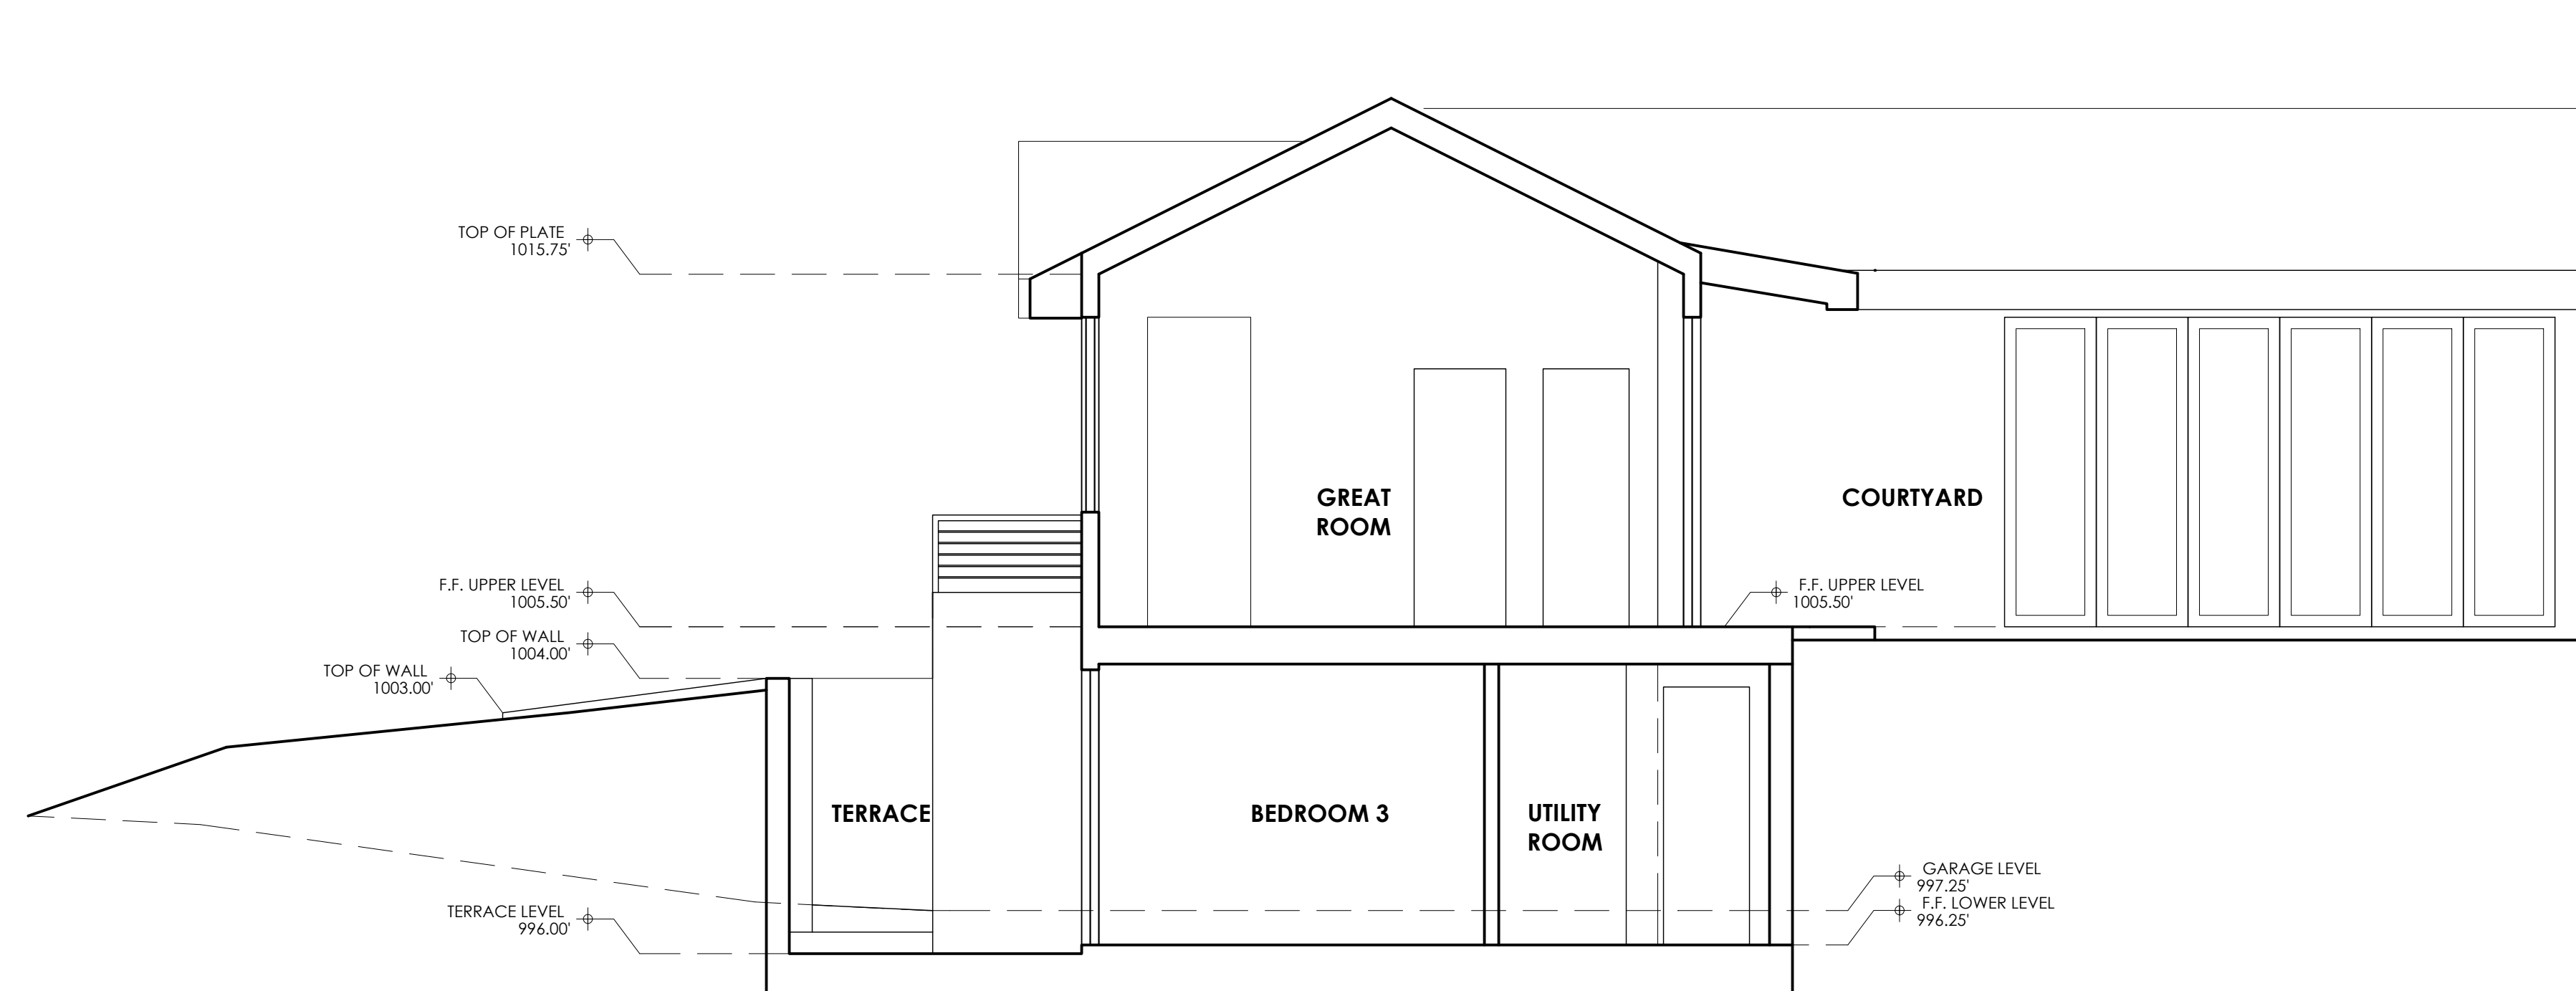 TOP OF PLATE
1015.75'
GREAT
ROOM
COURTYARD
F.F. UPPER LEVEL
1005.50'
F.F. UPPER LEVEL
1005.50'
TOP OF WALL
1004.00'
TOP OF WALL
1003.00'
TERRACE
BEDROOM 3
UTILITY
ROOM
GARAGE LEVEL
997.25'
F.F. LOWER LEVEL
996.25'
TERRACE LEVEL
996.00'